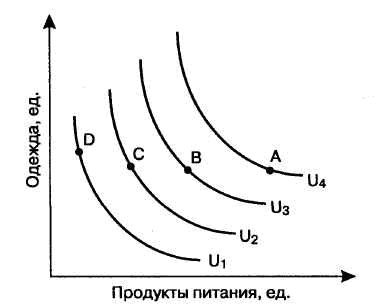 Одежда, ед.
D
C
B
A
U4
U3
U2
U1
Продукты питания, ед.